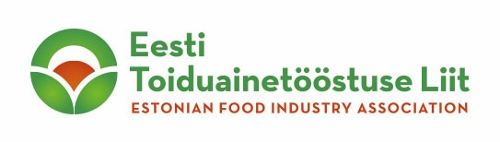 Eesti
Toiduainetööstuse Liit
ESTONIAN FOOD INDUSTRY ASSOCIATION